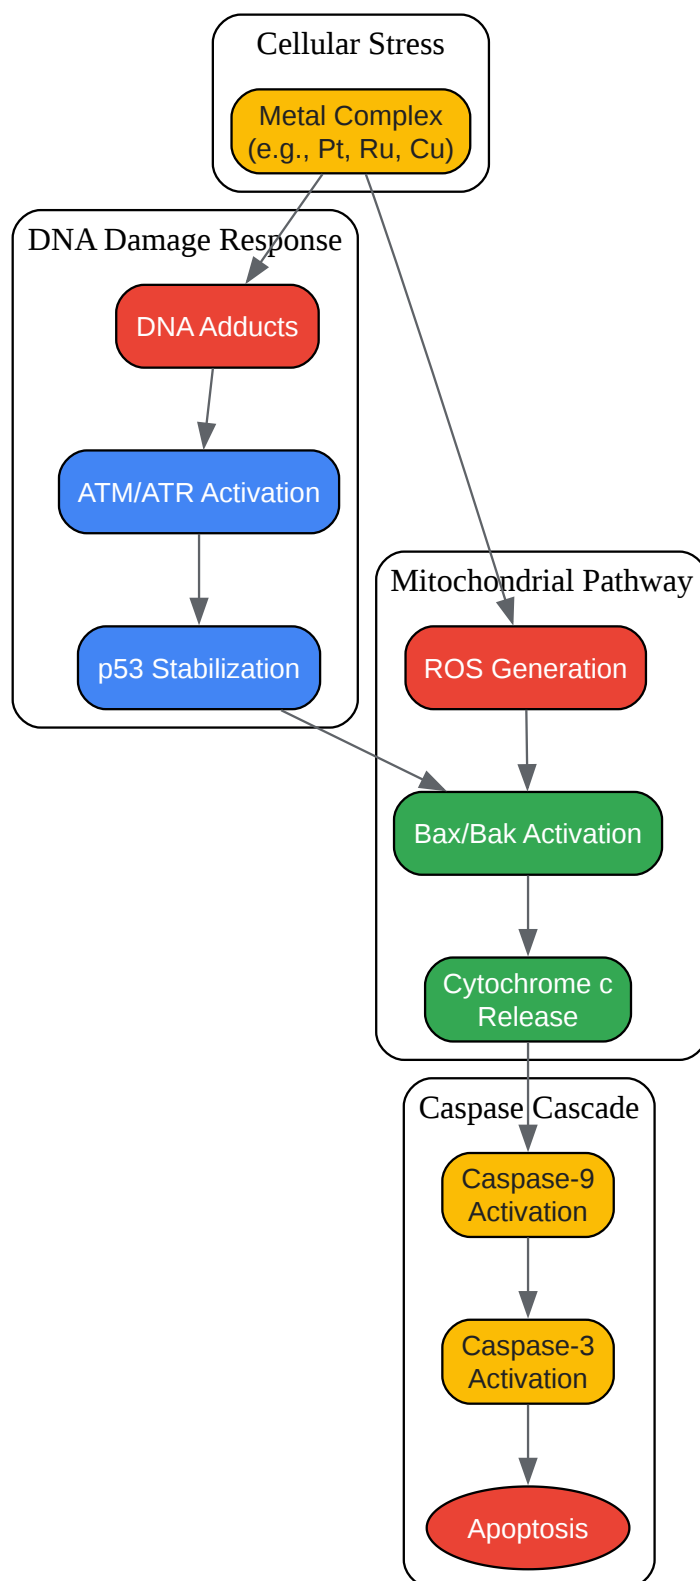 Cellular Stress
Metal Complex
(e.g., Pt, Ru, Cu)
DNA Damage Response
DNA Adducts
ATM/ATR Activation
p53 Stabilization
Mitochondrial Pathway
ROS Generation
Bax/Bak Activation
Cytochrome c
Release
Caspase Cascade
Caspase-9
Activation
Caspase-3
Activation
Apoptosis